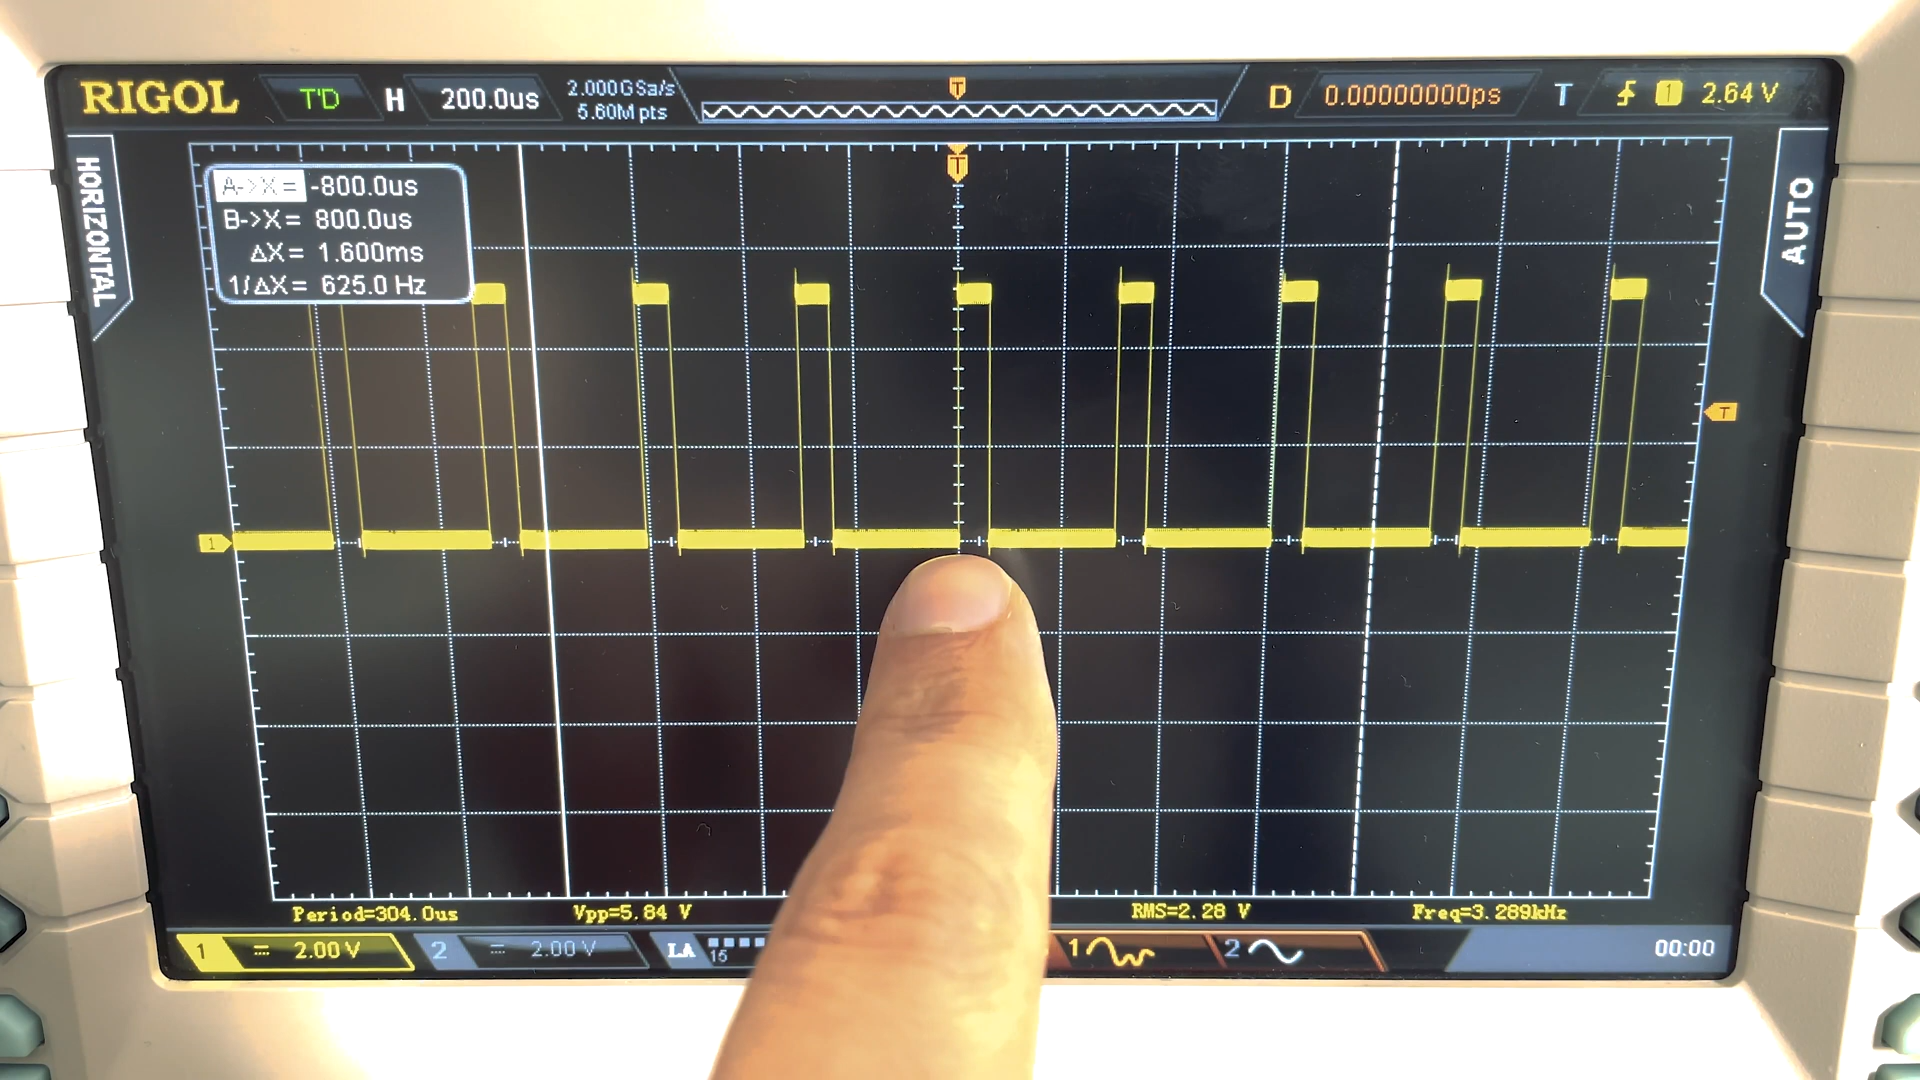 RIGOL T'D H 200.0us 2.000GSa/s 5.60M pts D 0.00000000ps T 1 2.64 V
T
HORIZONTAL
T
AUTO
A->X= -800.0us
B->X= 800.0us
ΔX= 1.600ms
1/ΔX= 625.0 Hz
T
1
Period=304.0us Vpp=5.84 V RMS=2.28 V Freq=3.289kHz
1 = 2.00 V 2 = 2.00 V LA 15 1 2 00:00